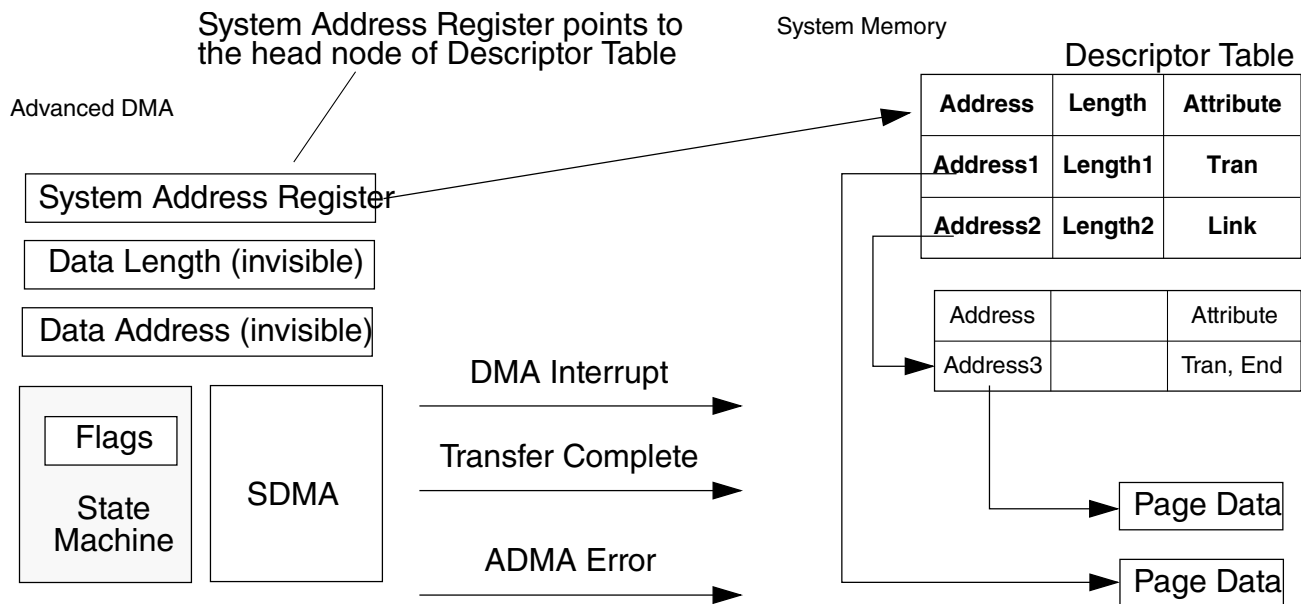 System Address Register points to
the head node of Descriptor Table
System Memory
Descriptor Table
Advanced DMA
Address Length Attribute
Address1 Length1 Tran
Address2 Length2 Link
System Address Register
Data Length (invisible)
Data Address (invisible)
Address Attribute
Address3 Tran, End
DMA Interrupt
Flags
Transfer Complete
State
Machine
SDMA
Page Data
ADMA Error
Page Data